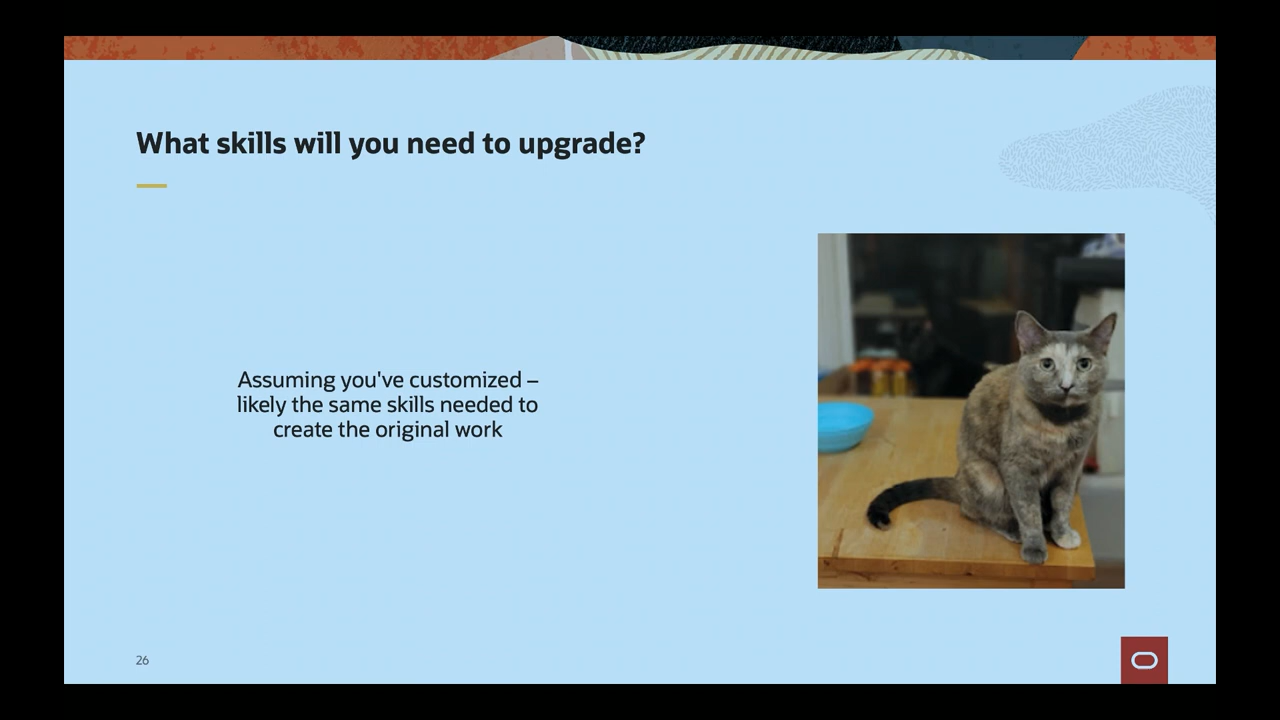 What skills will you need to upgrade?
Assuming you've customized –
likely the same skills needed to
create the original work
26